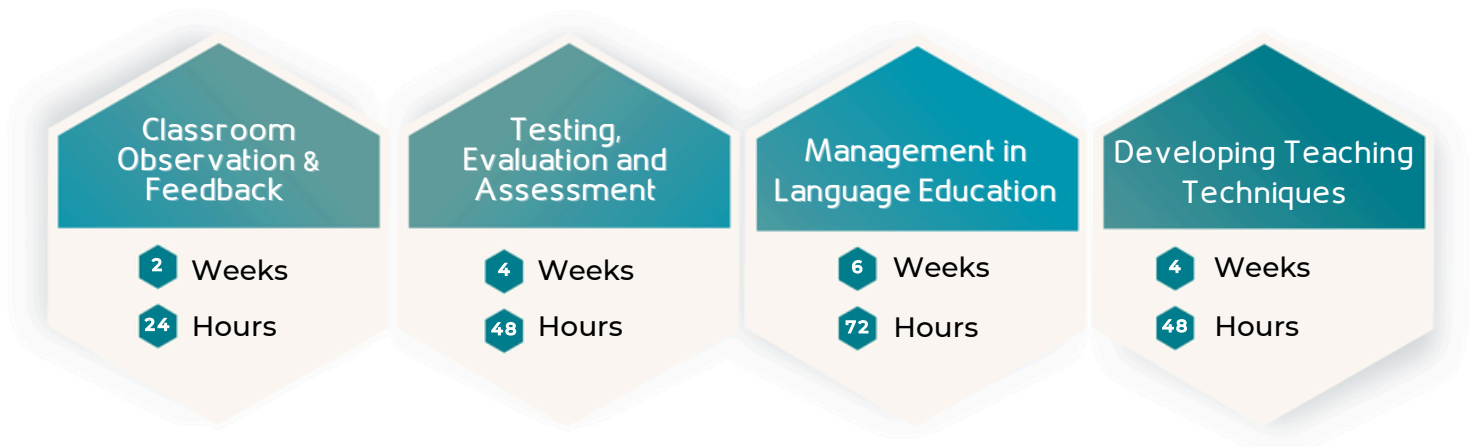 Classroom
Observation &
Feedback
2 Weeks
24 Hours
Testing,
Evaluation and
Assessment
4 Weeks
48 Hours
Management in
Language Education
6 Weeks
72 Hours
Developing Teaching
Techniques
4 Weeks
48 Hours